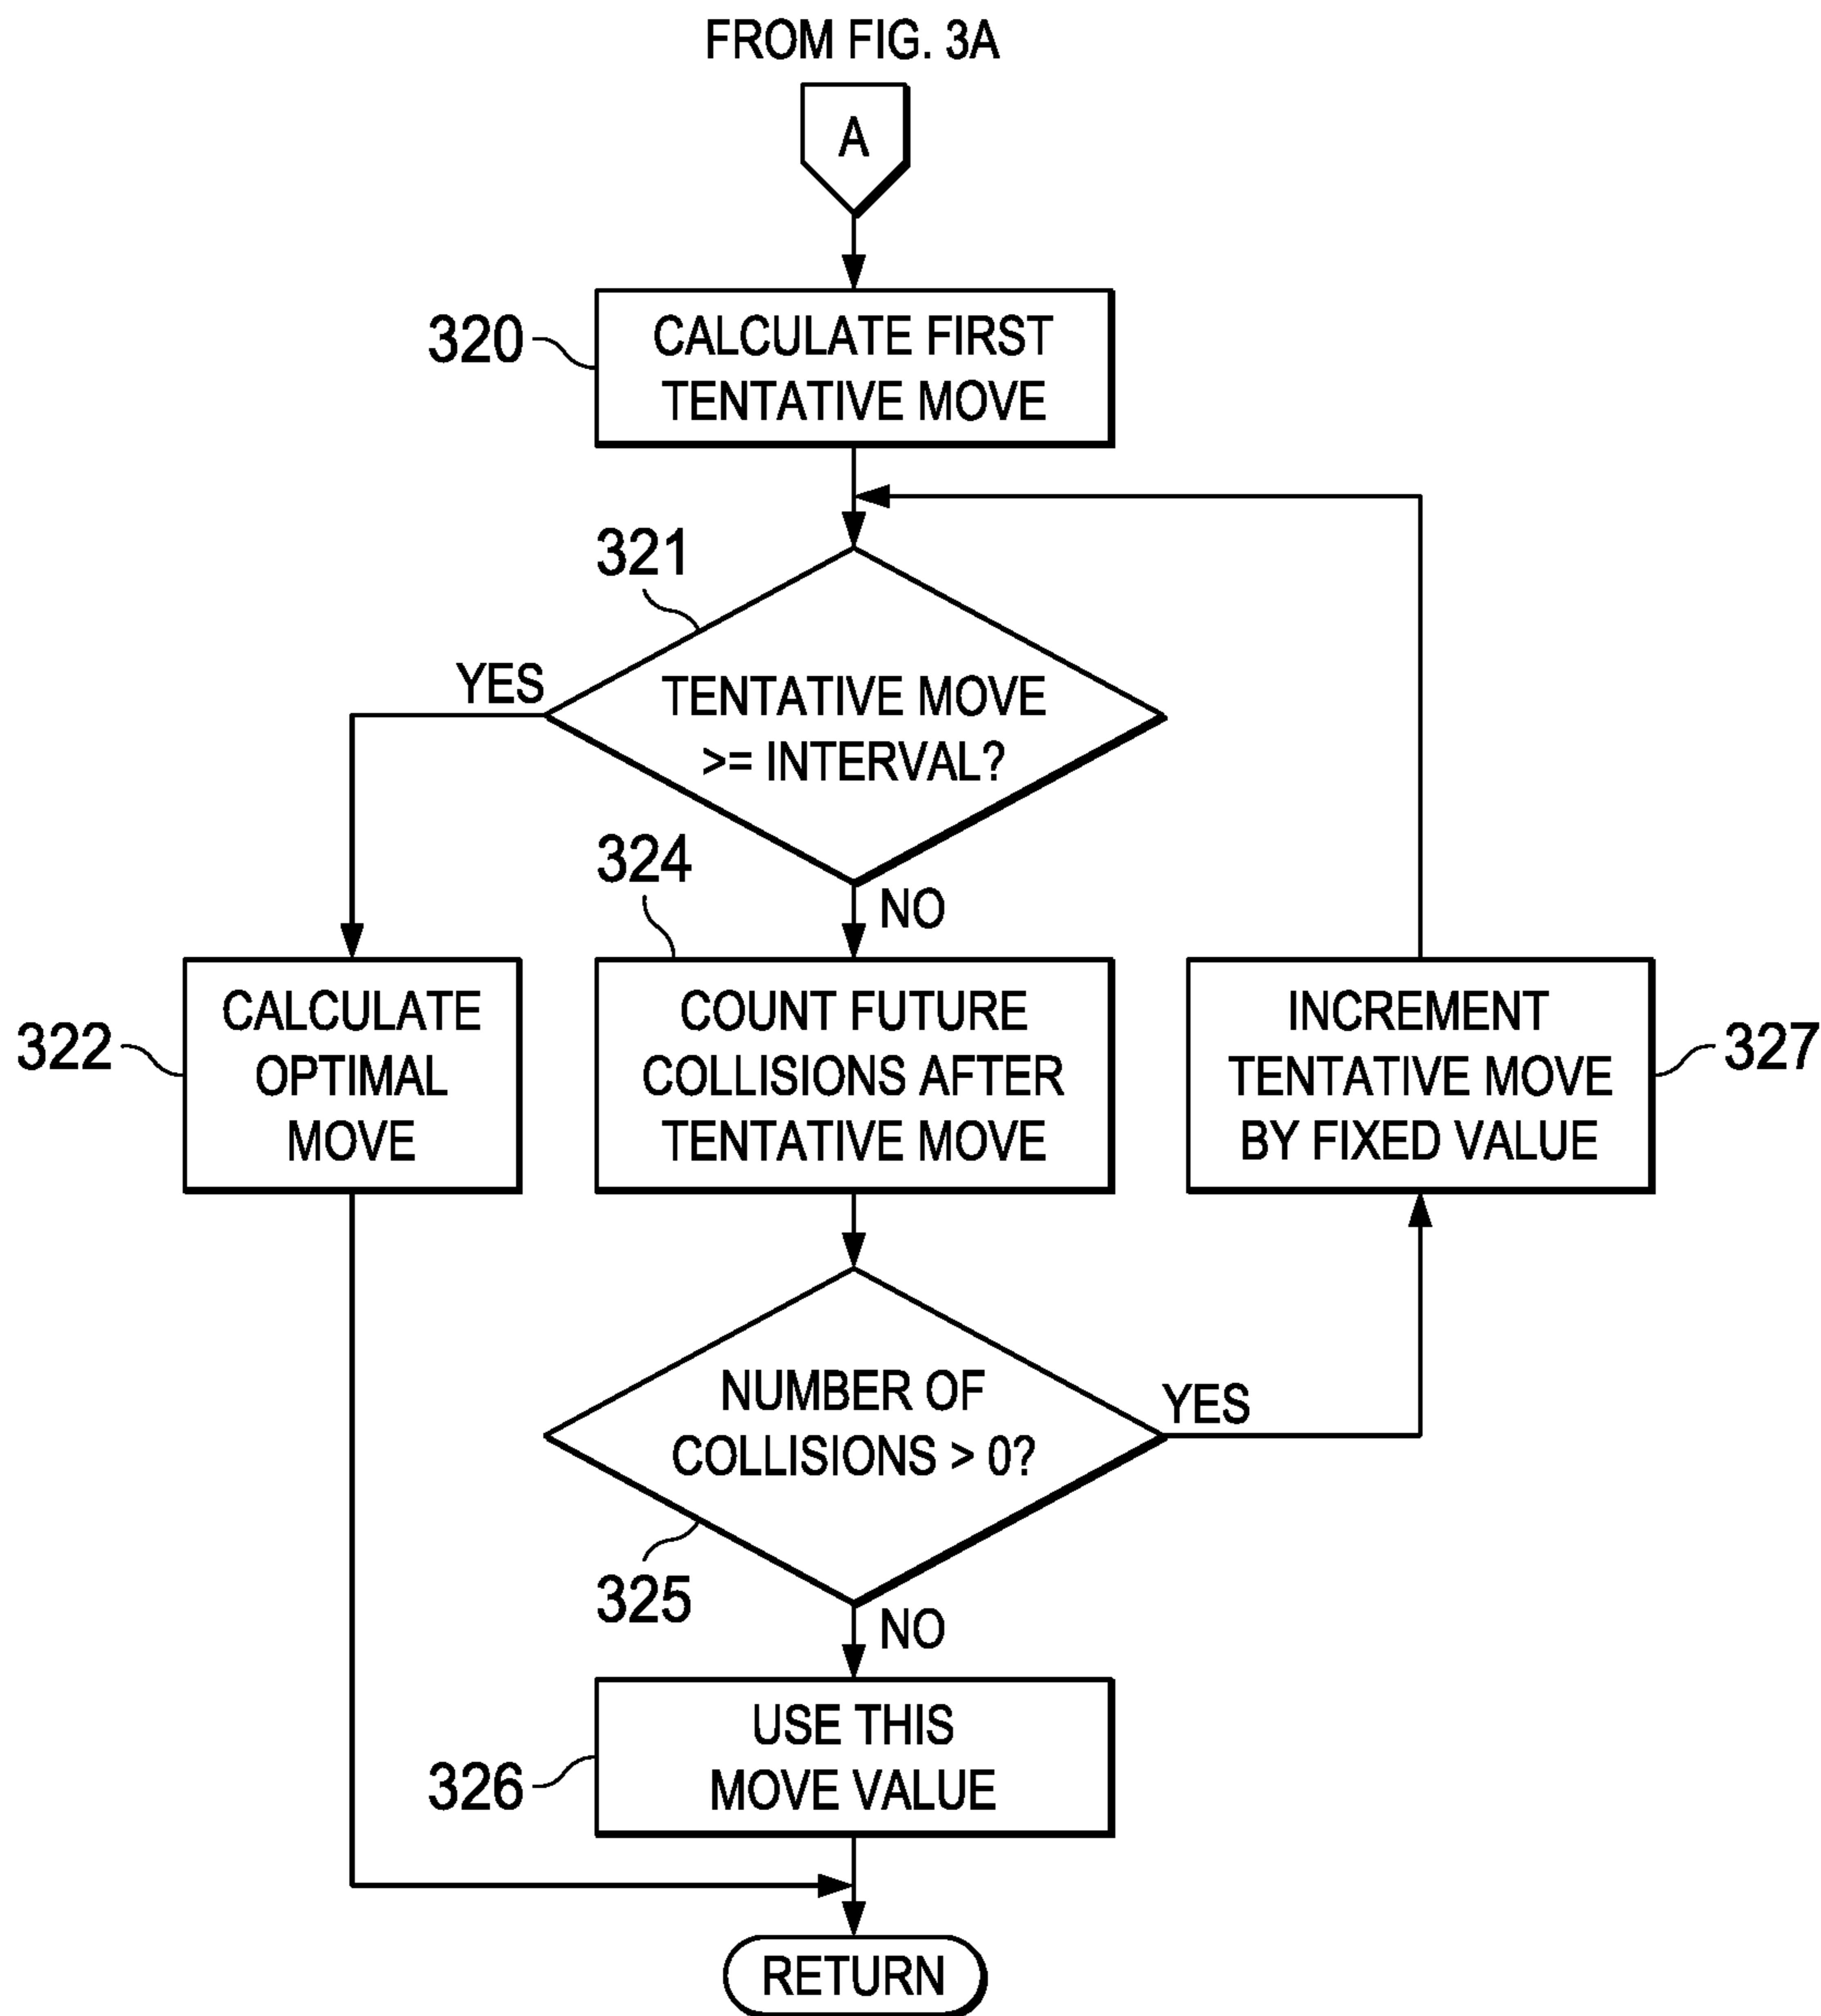 FROM FIG. 3A
A
320
CALCULATE FIRST
TENTATIVE MOVE
321
YES
TENTATIVE MOVE
>= INTERVAL?
324
NO
322
CALCULATE
OPTIMAL
MOVE
COUNT FUTURE
COLLISIONS AFTER
TENTATIVE MOVE
INCREMENT
TENTATIVE MOVE
BY FIXED VALUE
327
NUMBER OF
COLLISIONS > 0?
YES
325
NO
326
USE THIS
MOVE VALUE
RETURN